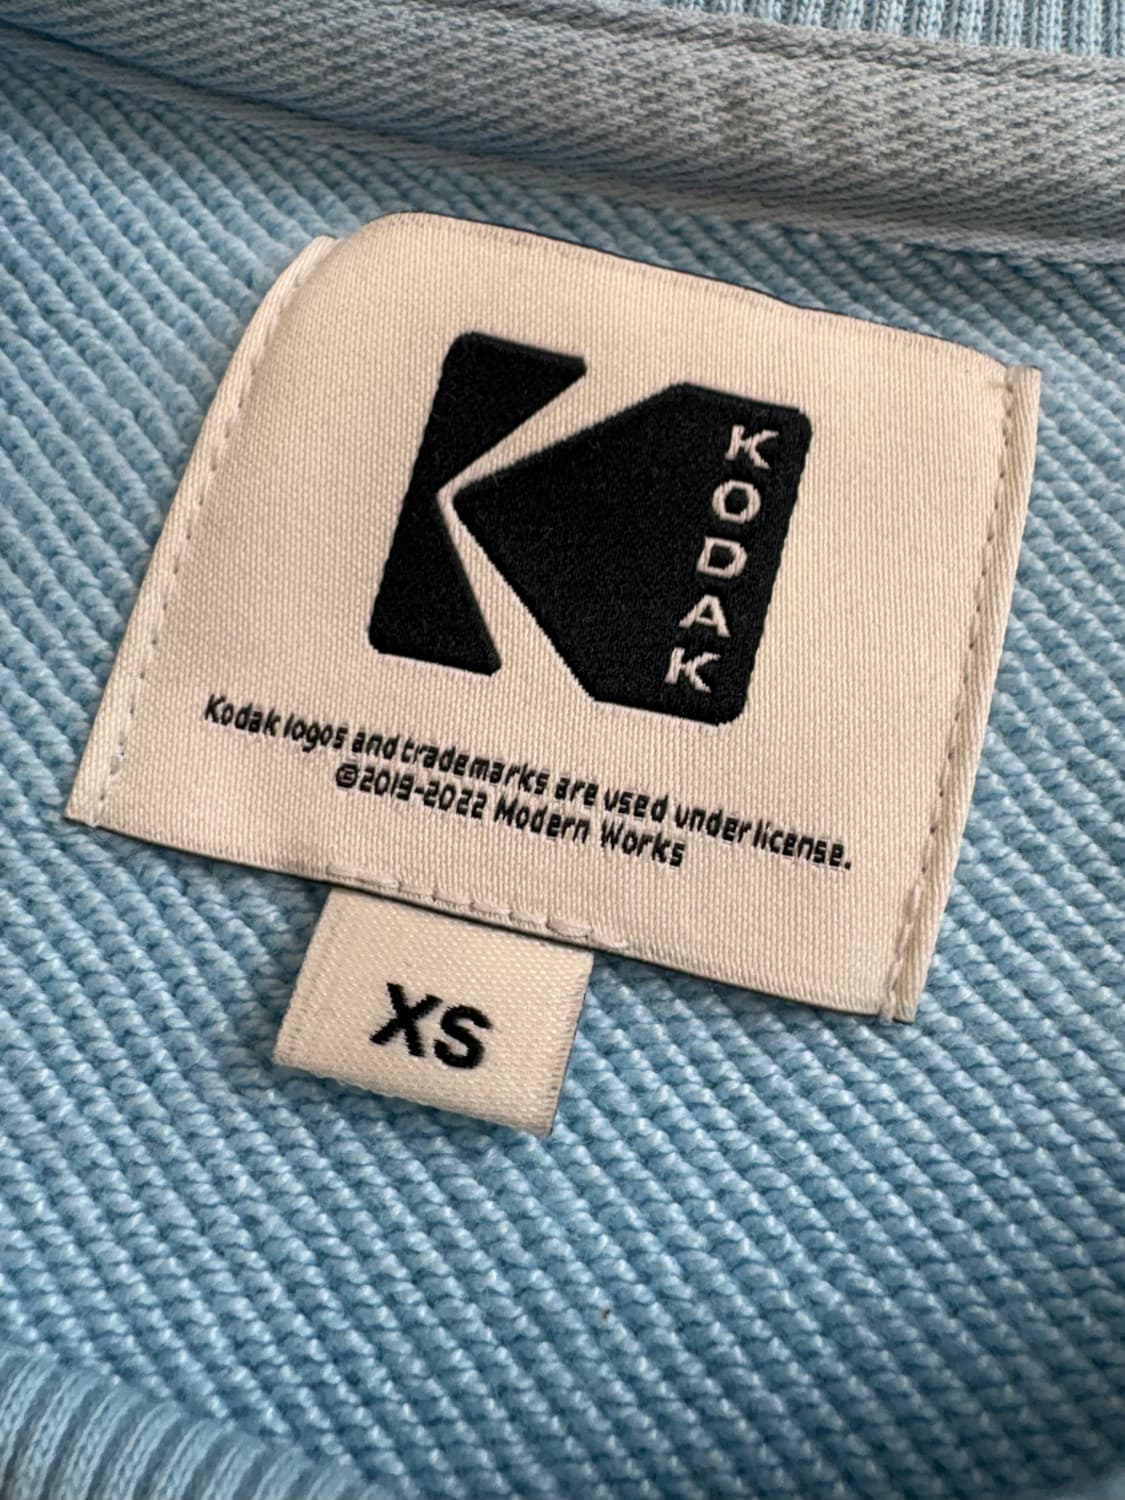 KODAK
Kodak logos and trademarks are used under license.
©2019-2022 Modern Works
XS